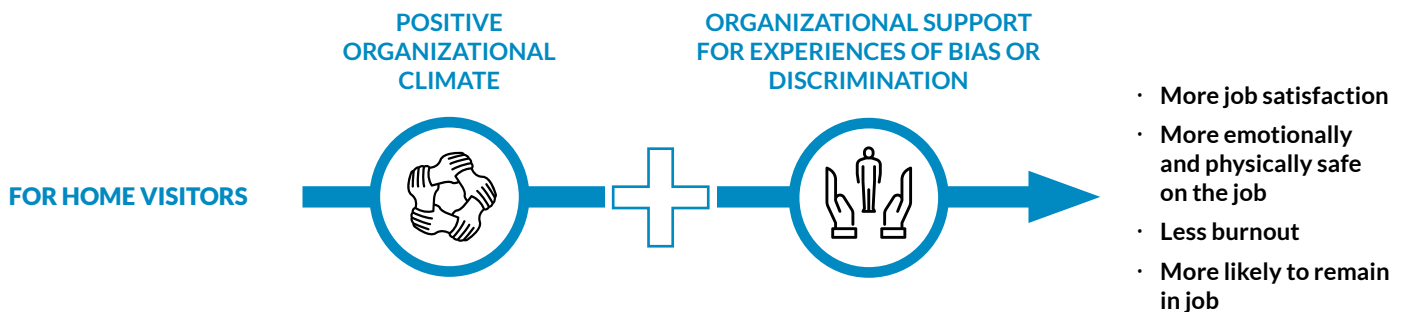 FOR HOME VISITORS
POSITIVE
ORGANIZATIONAL
CLIMATE
ORGANIZATIONAL SUPPORT
FOR EXPERIENCES OF BIAS OR
DISCRIMINATION
· More job satisfaction
· More emotionally
and physically safe
on the job
· Less burnout
· More likely to remain
in job